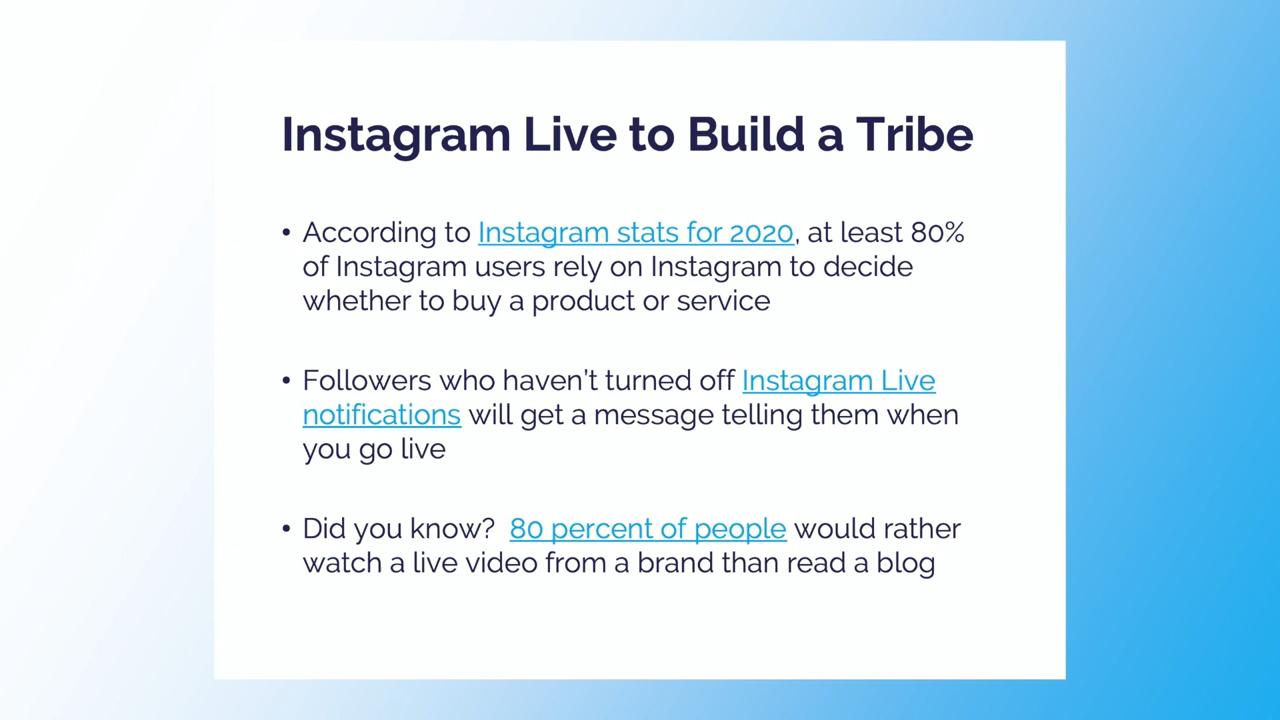 Instagram Live to Build a Tribe
• According to Instagram stats for 2020, at least 80%
of Instagram users rely on Instagram to decide
whether to buy a product or service
• Followers who haven’t turned off Instagram Live
notifications will get a message telling them when
you go live
• Did you know?  80 percent of people would rather
watch a live video from a brand than read a blog